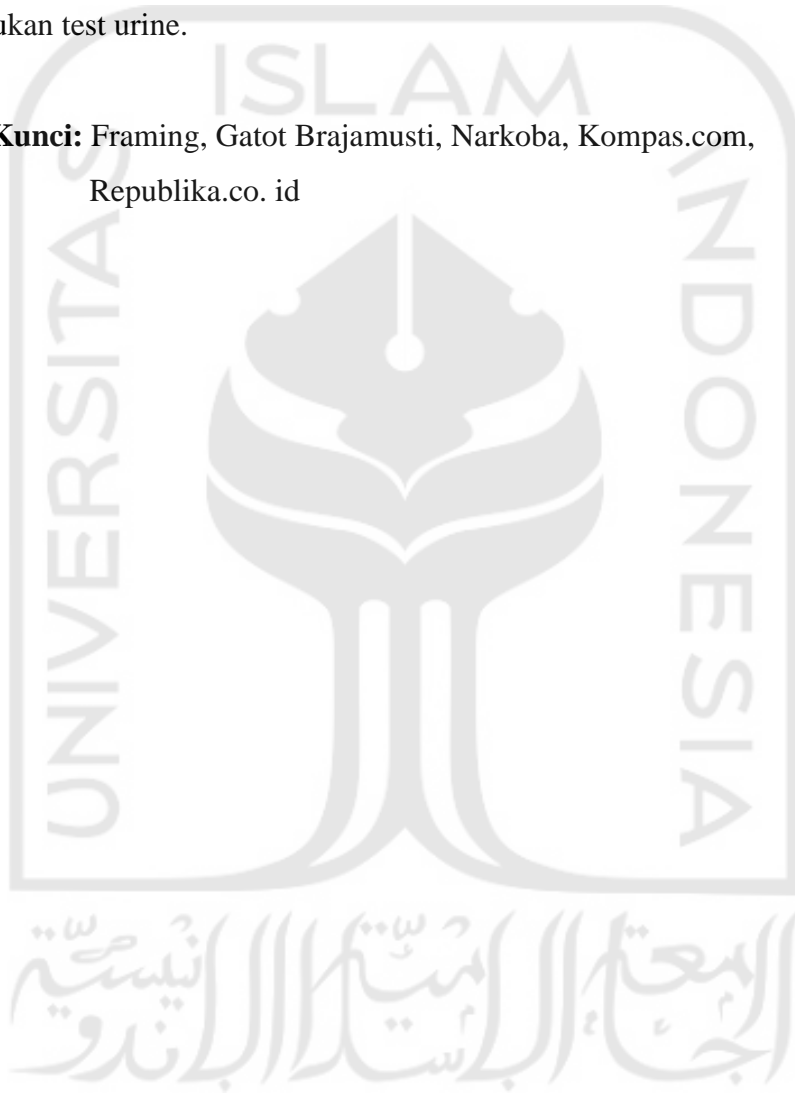 ukan test urine.
Kunci: Framing, Gatot Brajamusti, Narkoba, Kompas.com,
Republika.co. id
ISLAM
UNIVERSITAS
INDONESIA